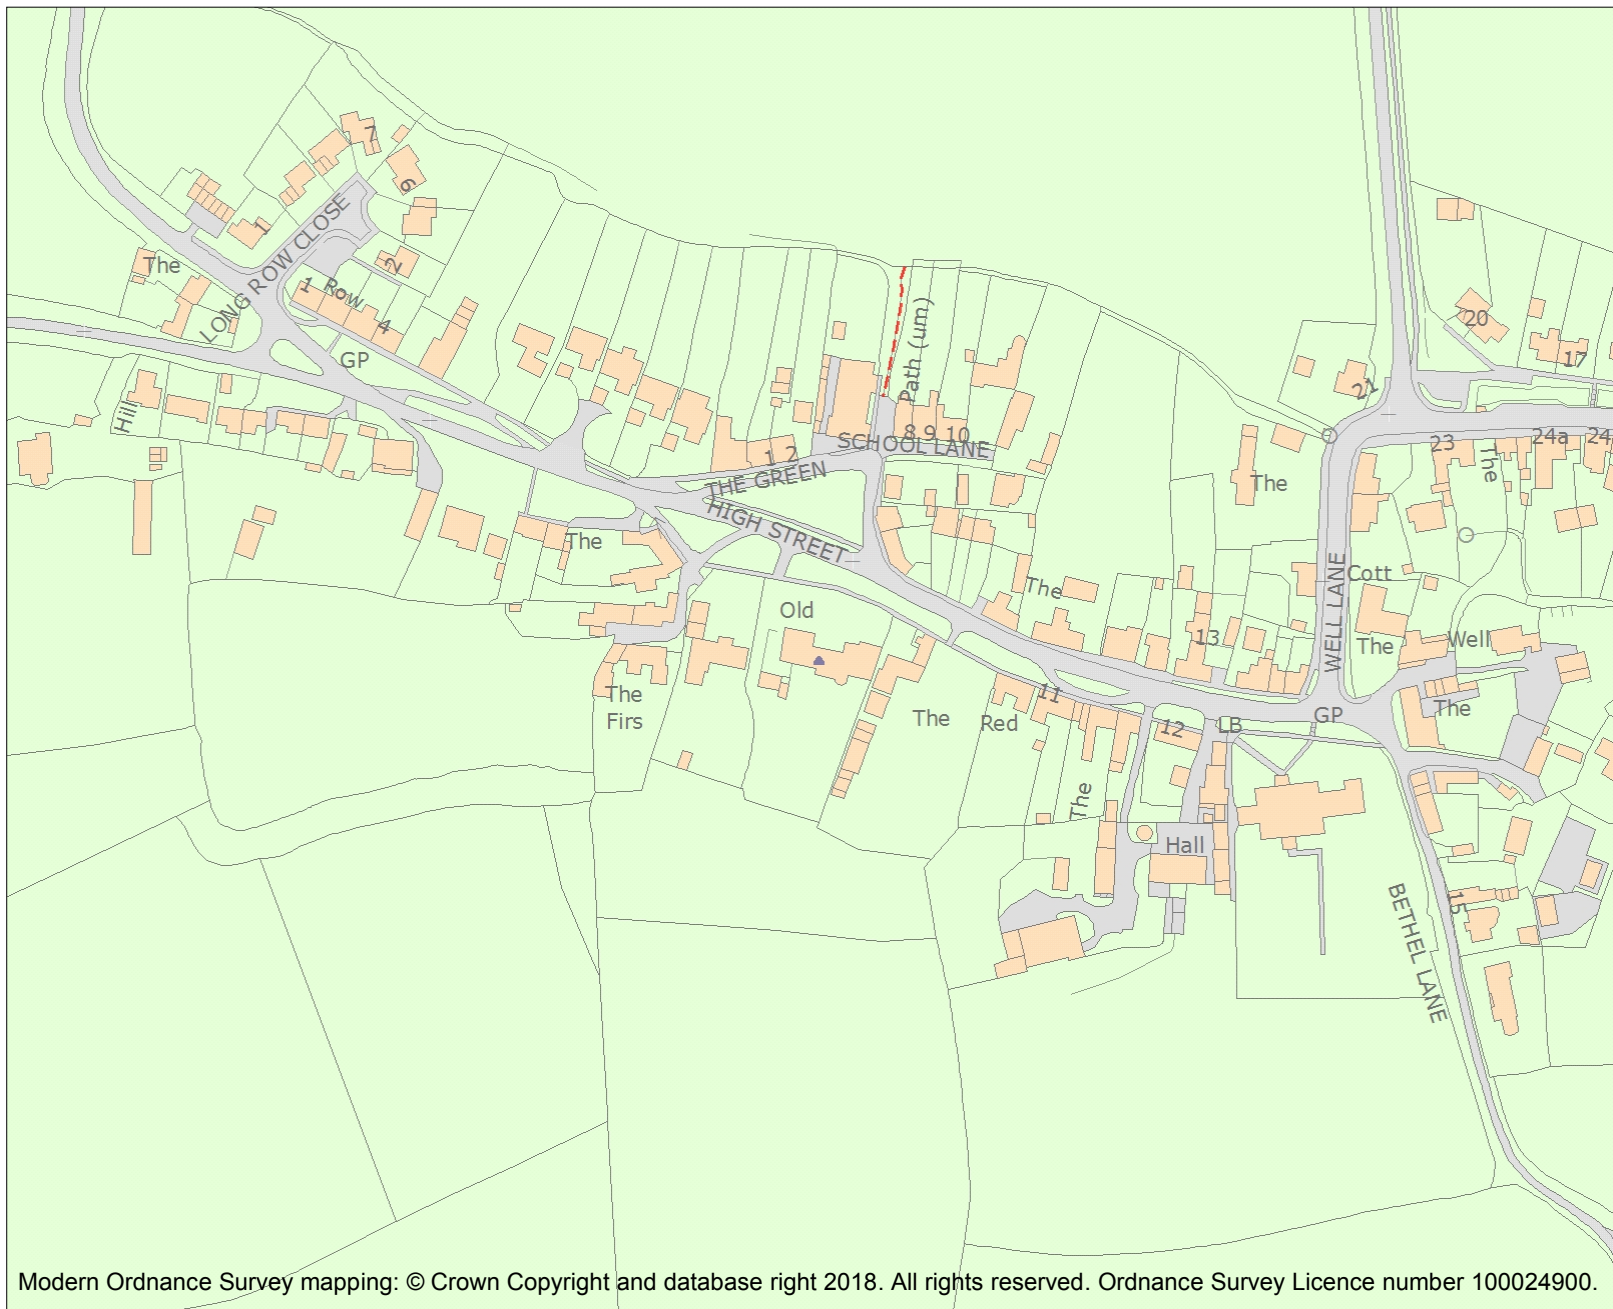 7
6
1
LONG ROW CLOSE
The
2
1 Row
4
GP
Hill
Path (um)
20
17
21
8 9 10
SCHOOL LANE
1 2
THE GREEN
HIGH STREET
23
The
24a
24
The
The
Old
The
Cott
WELL LANE
13
The
Well
The
Firs
The
Red
11
12
LB
GP
The
The
Hall
15
BETHEL LANE
Modern Ordnance Survey mapping: © Crown Copyright and database right 2018. All rights reserved. Ordnance Survey Licence number 100024900.